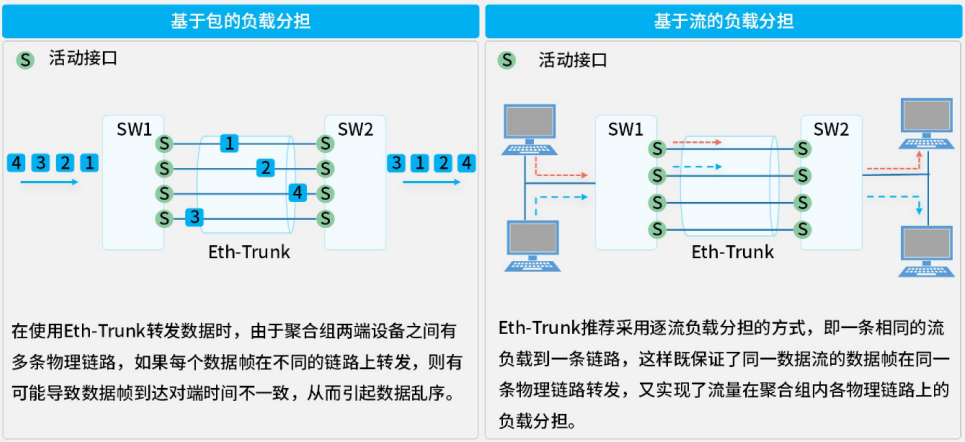 基于包的负载分担
S 活动接口
SW1
SW2
4 3 2 1
S 1 S
S 2 S
S 4 S
S 3 S
3 1 2 4
Eth-Trunk
在使用Eth-Trunk转发数据时，由于聚合组两端设备之间有
多条物理链路，如果每个数据帧在不同的链路上转发，则有
可能导致数据帧到达对端时间不一致，从而引起数据乱序。
基于流的负载分担
S 活动接口
SW1
SW2
S S
S S
S S
S S
Eth-Trunk
Eth-Trunk推荐采用逐流负载分担的方式，即一条相同的流
负载到一条链路，这样既保证了同一数据流的数据帧在同一
条物理链路转发，又实现了流量在聚合组内各物理链路上的
负载分担。